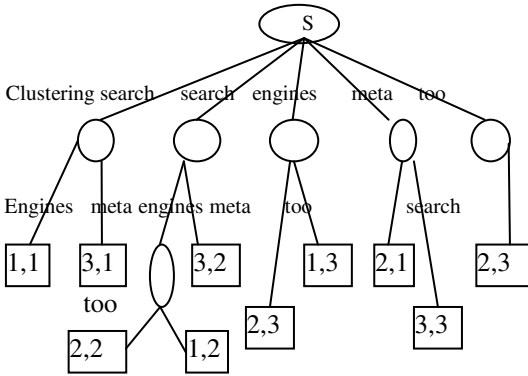 S
Clustering search search engines meta too
Engines meta engines meta too search
1,1 3,1 3,2 1,3 2,1 2,3
too
2,3 3,3
2,2 1,2